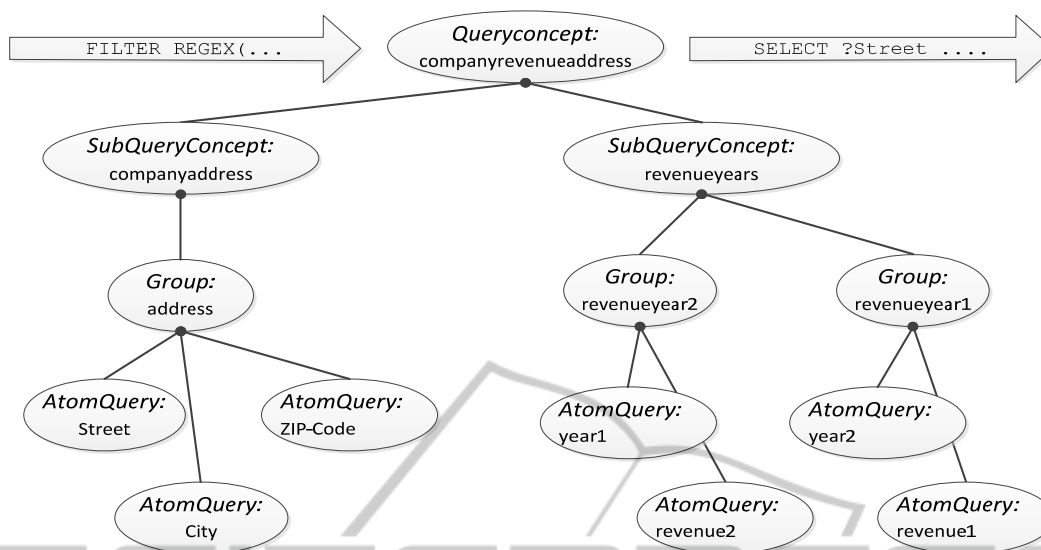 FILTER REGEX(...
Queryconcept:
companyrevenueaddress
SELECT ?Street ....
SubQueryConcept:
companyaddress
SubQueryConcept:
revenueyears
Group:
address
Group:
revenueyear2
Group:
revenueyear1
AtomQuery:
Street
AtomQuery:
ZIP-Code
AtomQuery:
year1
AtomQuery:
year2
AtomQuery:
City
AtomQuery:
revenue2
AtomQuery:
revenue1